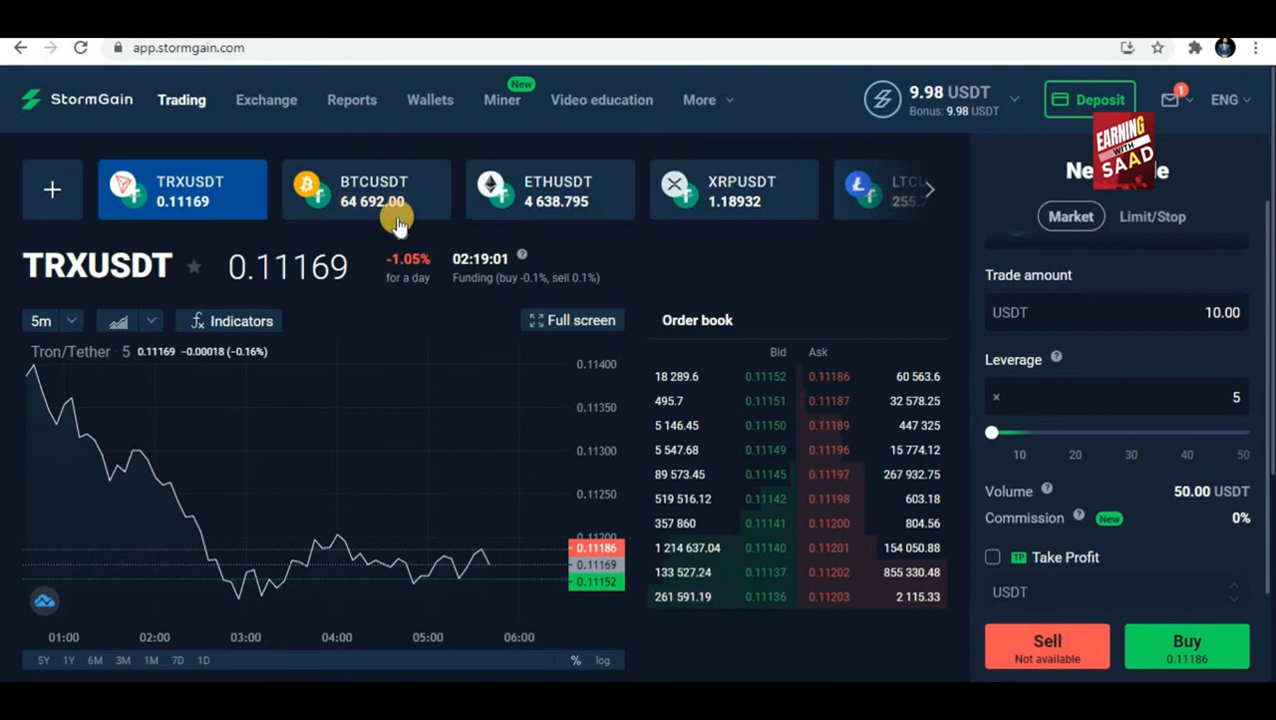 app.stormgain.com
StormGain Trading Exchange Reports Wallets Miner New Video education More 9.98 USDT Bonus: 9.98 USDT Deposit 1 ENG
EARNING WITH SAAD
TRXUSDT 0.11169
BTCUSDT 64 692.00
ETHUSDT 4 638.795
XRPUSDT 1.18932
LTC
255.
Ne
e
Market Limit/Stop
TRXUSDT 0.11169 -1.05% for a day 02:19:01 Funding (buy -0.1%, sell 0.1%)
5m Indicators Full screen
Tron/Tether · 5 0.11169 −0.00018 (−0.16%)
0.11400
0.11350
0.11300
0.11250
0.11200
0.11186
0.11169
0.11152
01:00 02:00 03:00 04:00 05:00 06:00
5Y 1Y 6M 3M 1M 7D 1D % log
Order book
Bid Ask
18 289.6 0.11152 0.11186 60 563.6
495.7 0.11151 0.11187 32 578.25
5 146.45 0.11150 0.11189 447 325
5 547.68 0.11149 0.11196 15 774.12
89 573.45 0.11145 0.11197 267 932.75
519 516.12 0.11142 0.11198 603.18
357 860 0.11141 0.11200 804.56
1 214 637.04 0.11140 0.11201 154 050.88
133 527.24 0.11137 0.11202 855 330.48
261 591.19 0.11136 0.11203 2 115.33
Trade amount
USDT 10.00
Leverage
× 5
10 20 30 40 50
Volume 50.00 USDT
Commission New 0%
TP Take Profit
USDT
Sell Not available
Buy 0.11186